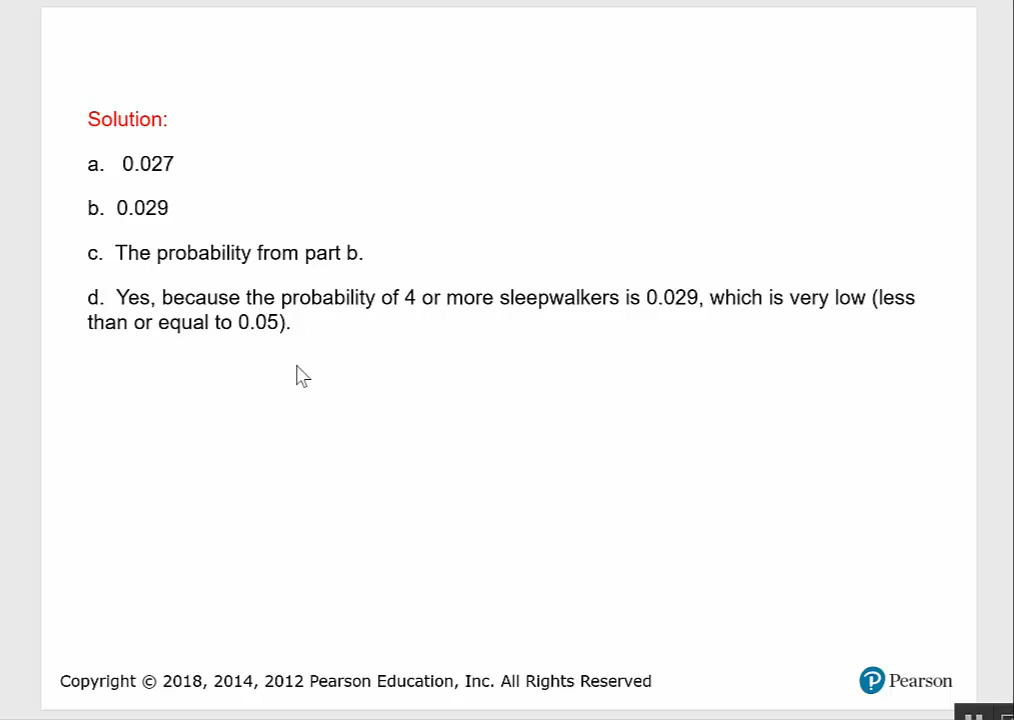 Solution:
a. 0.027
b. 0.029
c. The probability from part b.
d. Yes, because the probability of 4 or more sleepwalkers is 0.029, which is very low (less
than or equal to 0.05).
Copyright © 2018, 2014, 2012 Pearson Education, Inc. All Rights Reserved
P Pearson